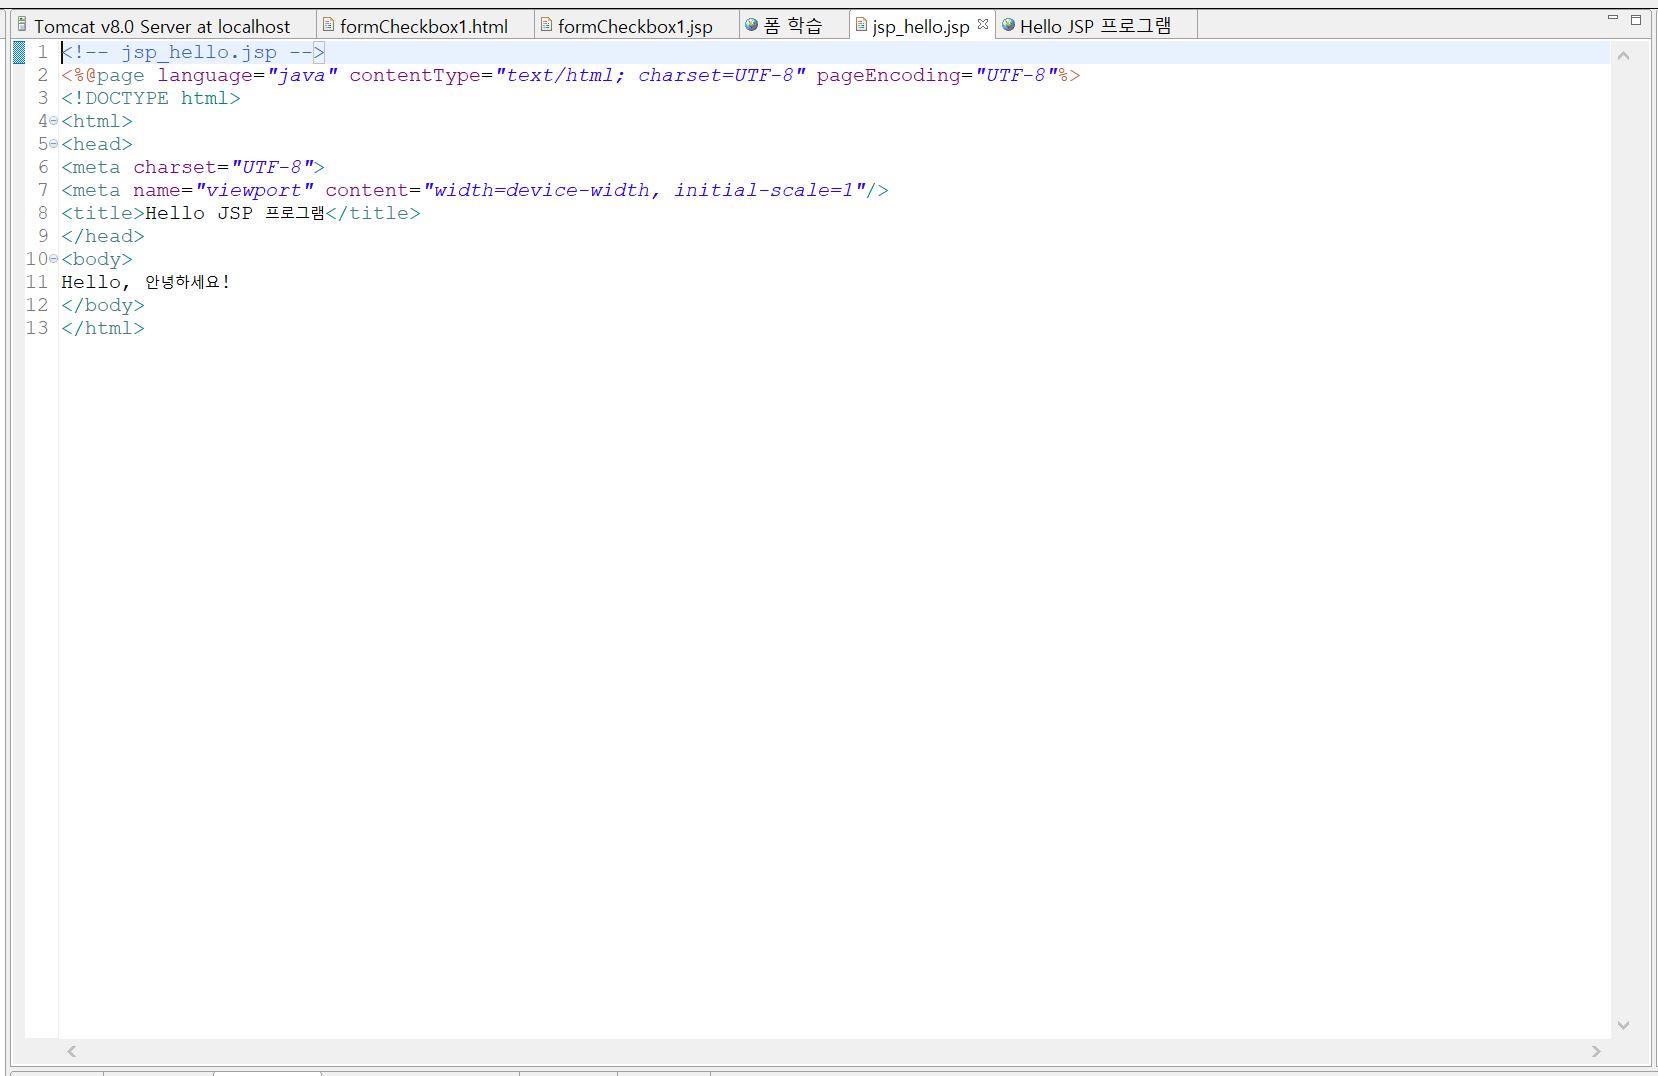 Tomcat v8.0 Server at localhost formCheckbox1.html formCheckbox1.jsp 폼 학습 jsp_hello.jsp Hello JSP 프로그램
1 <!-- jsp_hello.jsp -->
2 <%@page language="java" contentType="text/html; charset=UTF-8" pageEncoding="UTF-8"%>
3 <!DOCTYPE html>
4 <html>
5 <head>
6 <meta charset="UTF-8">
7 <meta name="viewport" content="width=device-width, initial-scale=1"/>
8 <title>Hello JSP 프로그램</title>
9 </head>
10 <body>
11 Hello, 안녕하세요!
12 </body>
13 </html>